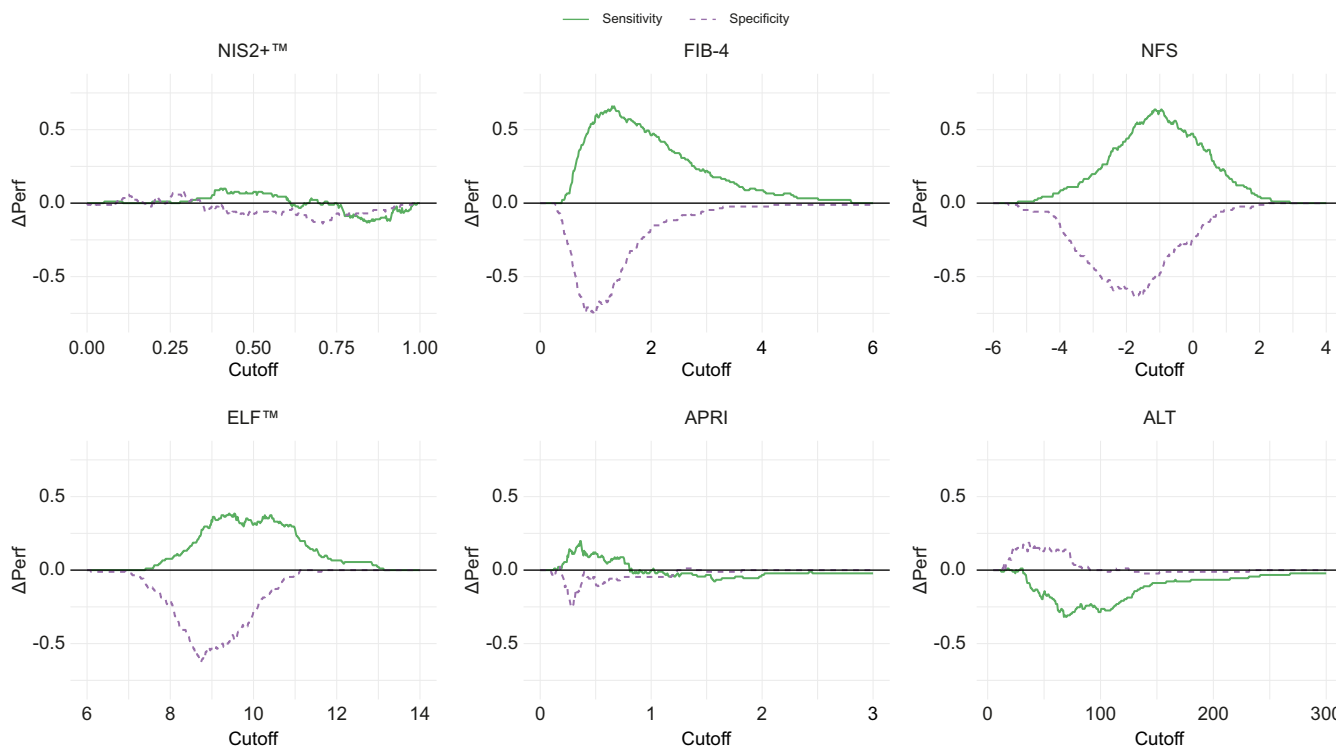 Sensitivity Specificity
NIS2+™ FIB-4 NFS
ΔPerf ΔPerf ΔPerf
0.5 0.5 0.5
0.0 0.0 0.0
-0.5 -0.5 -0.5
0.00 0.25 0.50 0.75 1.00 0 2 4 6 -6 -4 -2 0 2 4
Cutoff Cutoff Cutoff
ELF™ APRI ALT
ΔPerf ΔPerf ΔPerf
0.5 0.5 0.5
0.0 0.0 0.0
-0.5 -0.5 -0.5
6 8 10 12 14 0 1 2 3 0 100 200 300
Cutoff Cutoff Cutoff